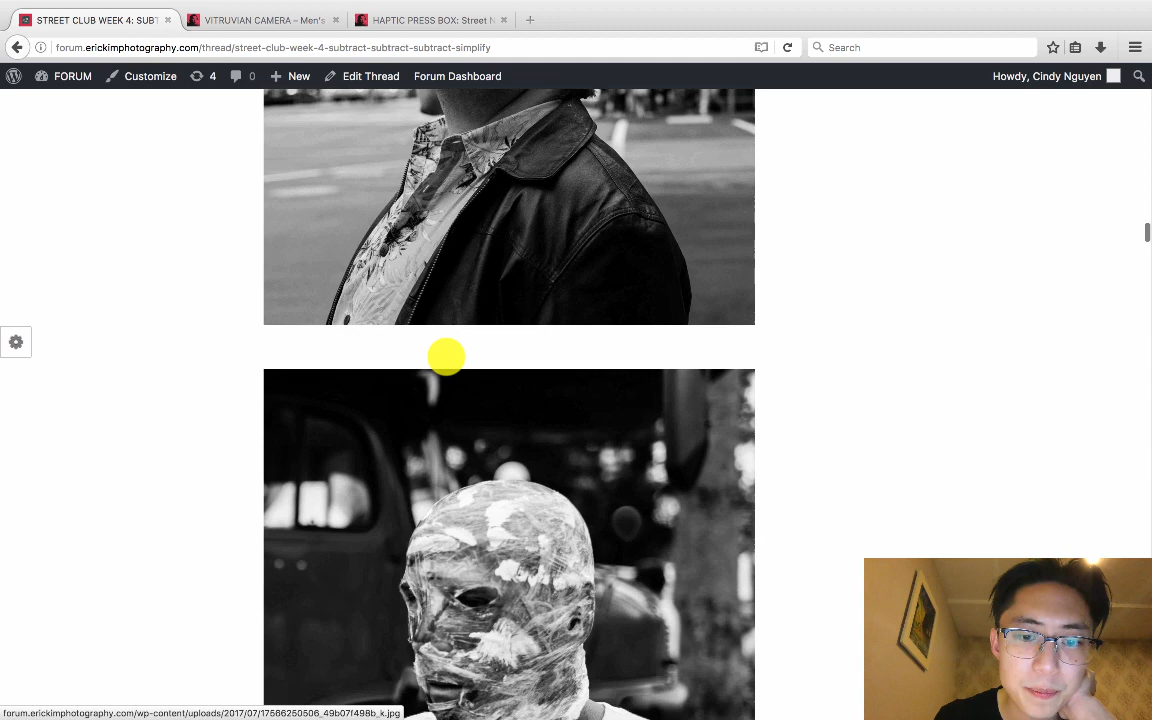 STREET CLUB WEEK 4: SUBT
VITRUVIAN CAMERA – Men's
HAPTIC PRESS BOX: Street N
forum.erickimphotography.com/thread/street-club-week-4-subtract-subtract-subtract-simplify
Search
FORUM
Customize
4
0
New
Edit Thread
Forum Dashboard
Howdy, Cindy Nguyen
forum.erickimphotography.com/wp-content/uploads/2017/07/17566250506_49b07f498b_k.jpg